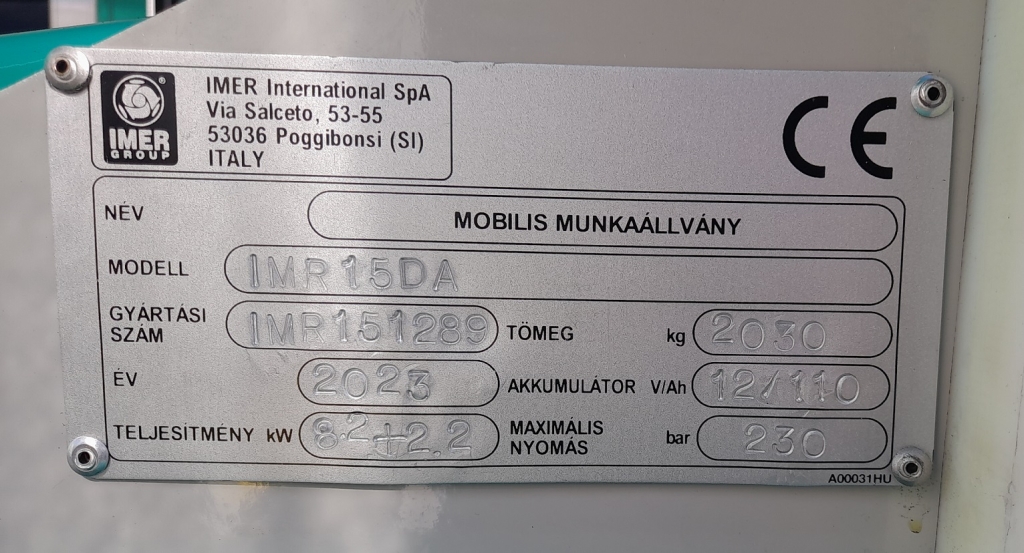 IMER
GROUP
IMER International SpA
Via Salceto, 53-55
53036 Poggibonsi (SI)
ITALY
CE
NÉV MOBILIS MUNKAÁLLVÁNY
MODELL IMR15DA
GYÁRTÁSI SZÁM IMR151289 TÖMEG kg 2030
ÉV 2023 AKKUMULÁTOR V/Ah 12/110
TELJESÍTMÉNY kW 8.2+2.2 MAXIMÁLIS NYOMÁS bar 230
A00031HU